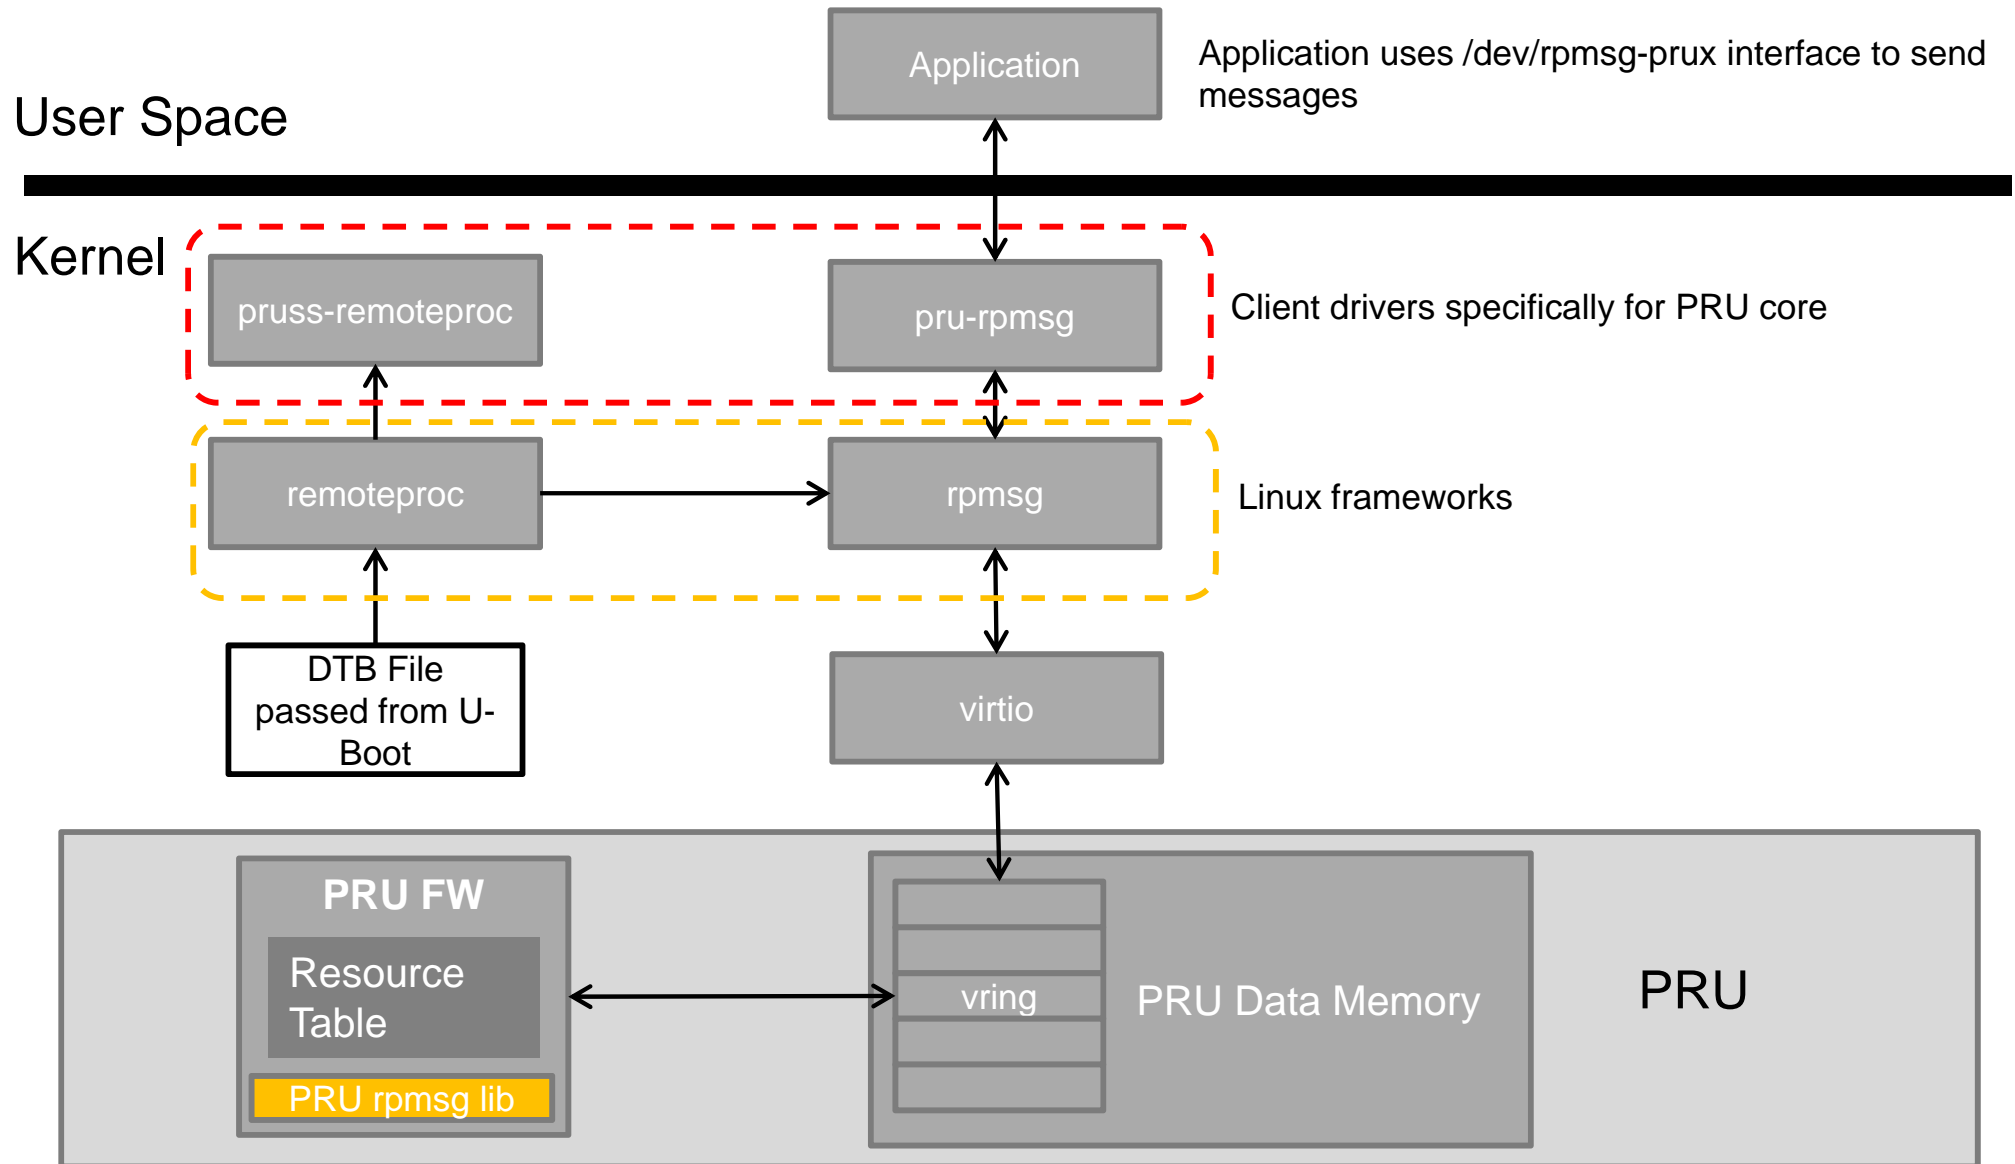 Application
Application uses /dev/rpmsg-prux interface to send
messages
User Space
Kernel
pruss-remoteproc
pru-rpmsg
Client drivers specifically for PRU core
remoteproc
rpmsg
Linux frameworks
DTB File
passed from U-
Boot
virtio
PRU FW
Resource
Table
PRU rpmsg lib
vring
PRU Data Memory
PRU